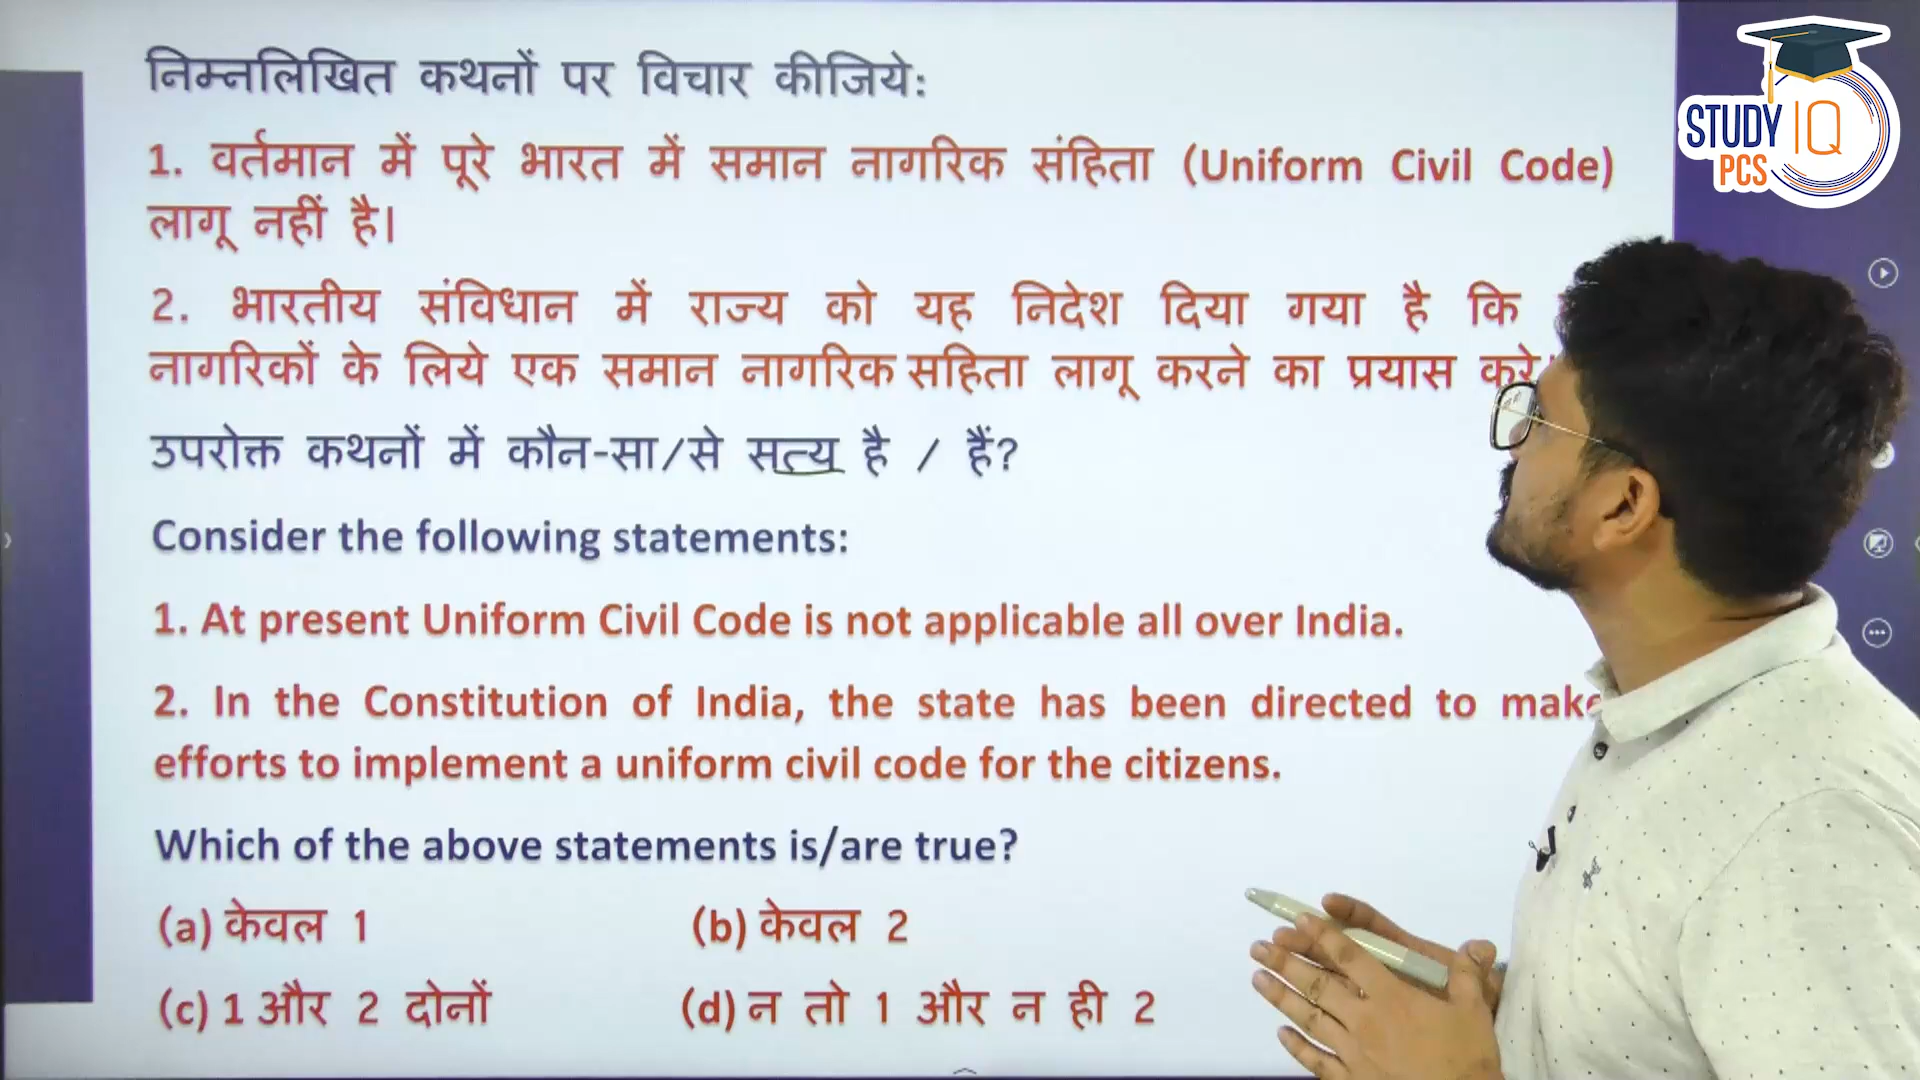 निम्नलिखित कथनों पर विचार कीजिये:
1. वर्तमान में पूरे भारत में समान नागरिक संहिता (Uniform Civil Code)
लागू नहीं है।
2. भारतीय संविधान में राज्य को यह निदेश दिया गया है कि
नागरिकों के लिये एक समान नागरिक सहिता लागू करने का प्रयास करे
उपरोक्त कथनों में कौन-सा/से सत्य है / हैं?
Consider the following statements:
1. At present Uniform Civil Code is not applicable all over India.
2. In the Constitution of India, the state has been directed to make
efforts to implement a uniform civil code for the citizens.
Which of the above statements is/are true?
(a) केवल 1 (b) केवल 2
(c) 1 और 2 दोनों (d) न तो 1 और न ही 2
STUDY IQ
PCS